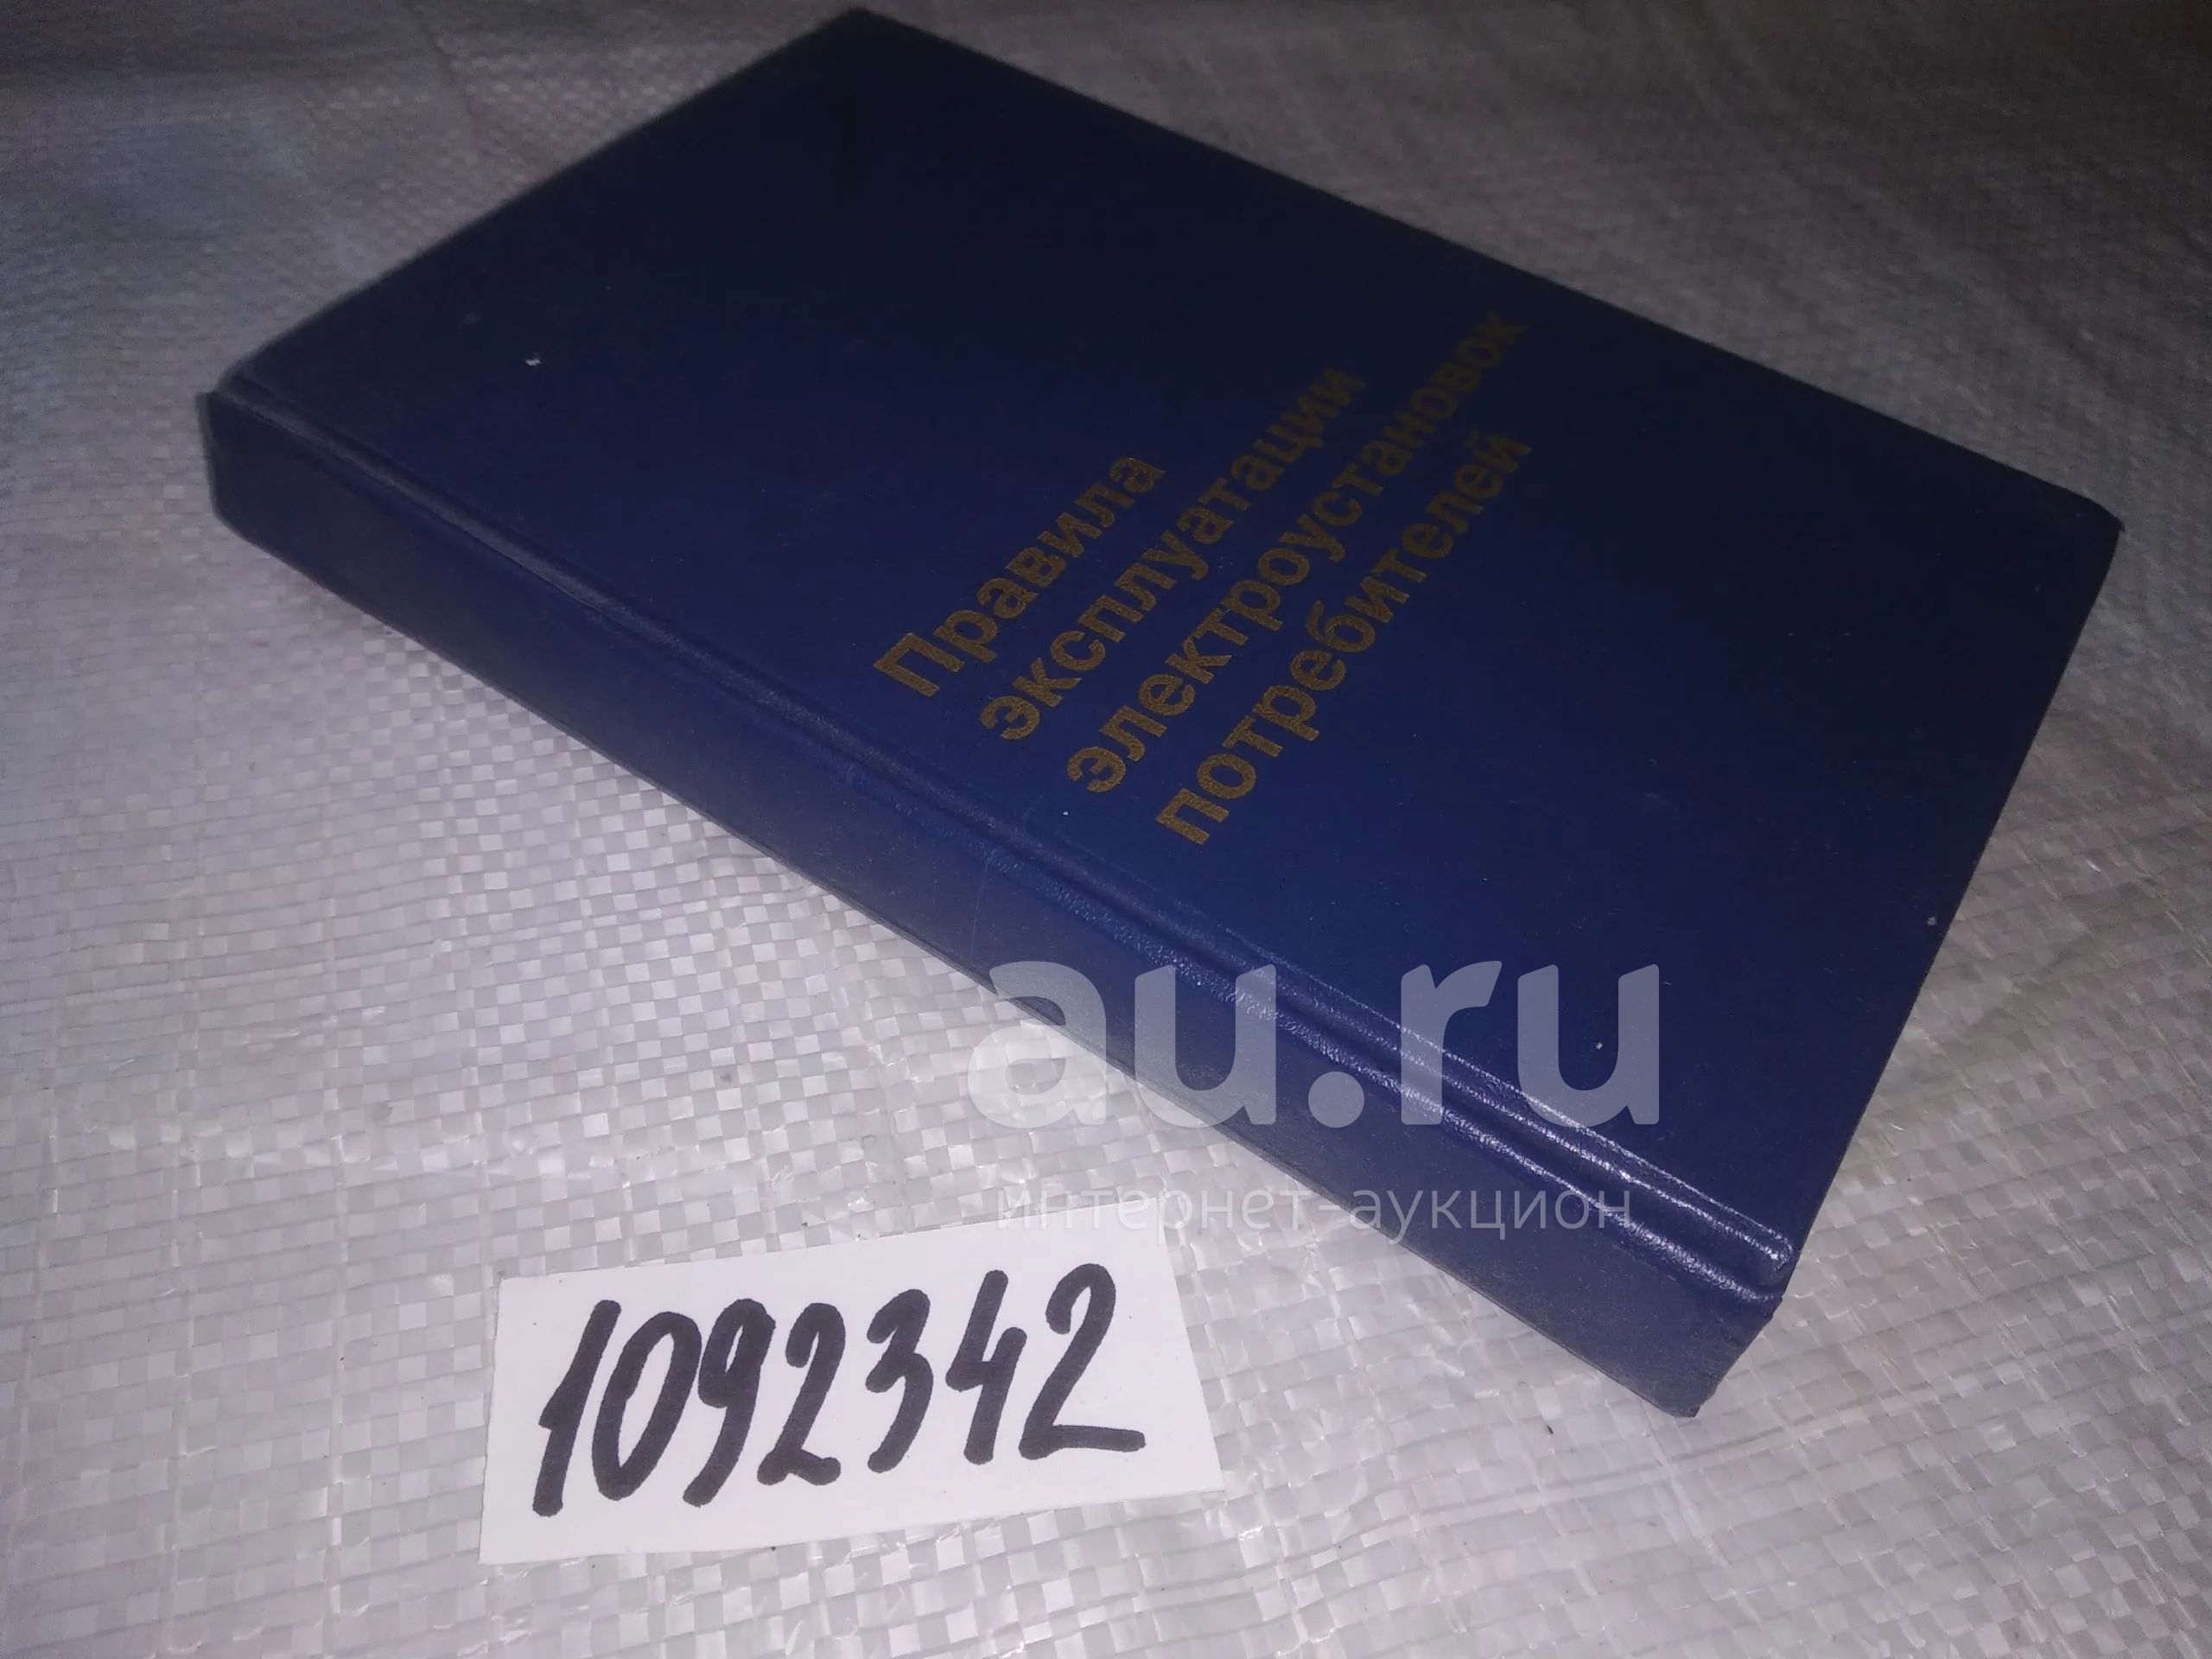 Правила
эксплуатации
электроустановок
потребителей
au.ru
интернет-аукцион
1092342